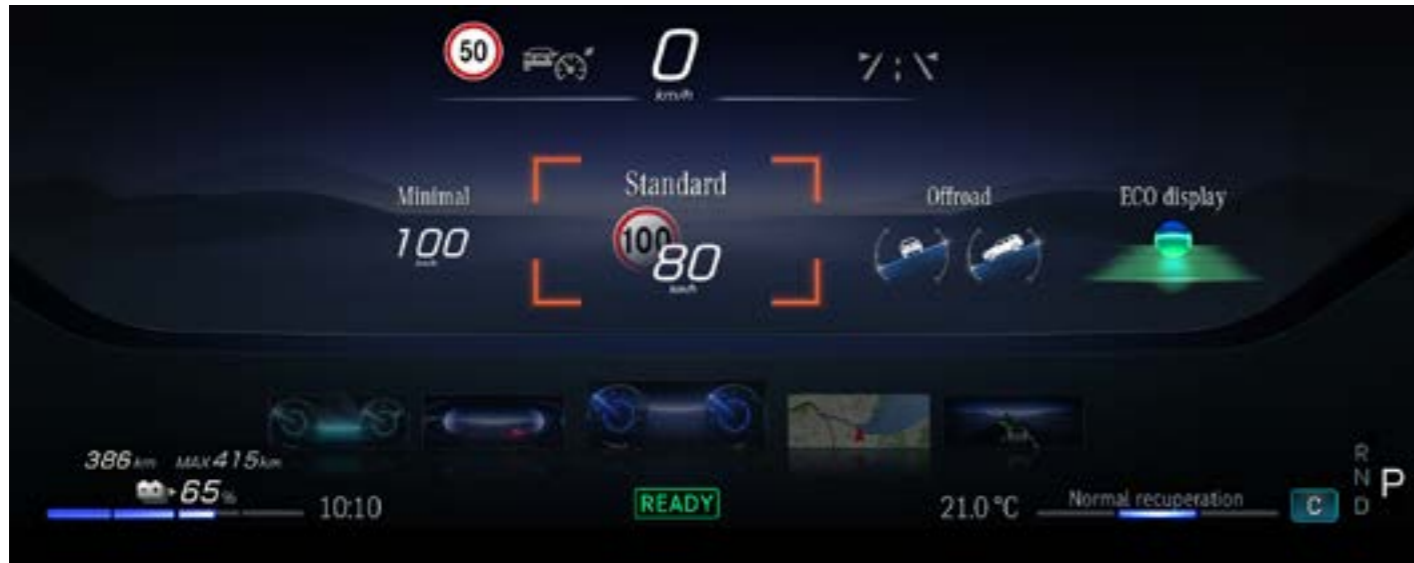 50
0
km/h
Minimal
100
km/h
Standard
100
80
km/h
Offroad
ECO display
386 km MAX 415 km
65 %
10:10
READY
21.0 °C
Normal recuperation
C
R
N
D
P